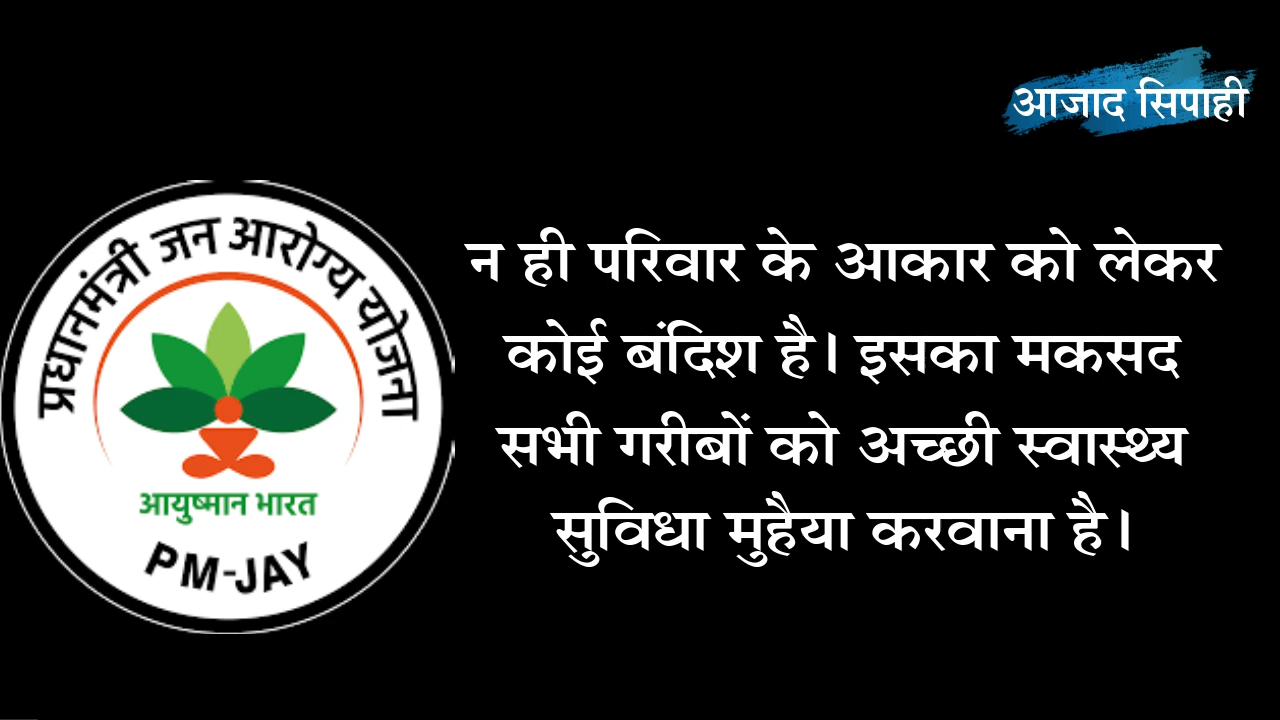 आजाद सिपाही
प्रधानमंत्री जन आरोग्य योजना
आयुष्मान भारत
PM-JAY
न ही परिवार के आकार को लेकर
कोई बंदिश है। इसका मकसद
सभी गरीबों को अच्छी स्वास्थ्य
सुविधा मुहैया करवाना है।